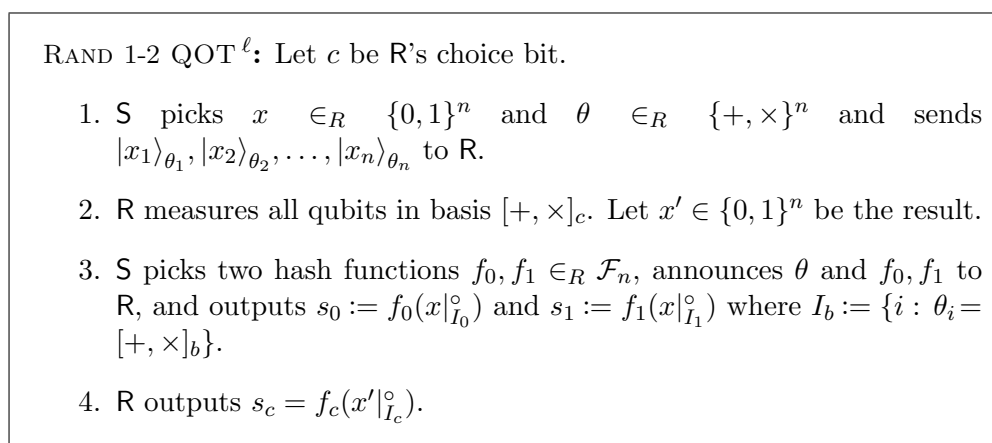 RAND 1-2 QOT^ℓ: Let c be R's choice bit.
1. S picks x ∈_R {0, 1}^n and θ ∈_R {+, ×}^n and sends
|x_1⟩_{θ_1}, |x_2⟩_{θ_2}, . . . , |x_n⟩_{θ_n} to R.
2. R measures all qubits in basis [+, ×]_c. Let x′ ∈ {0, 1}^n be the result.
3. S picks two hash functions f_0, f_1 ∈_R F_n, announces θ and f_0, f_1 to
R, and outputs s_0 := f_0(x|°_{I_0}) and s_1 := f_1(x|°_{I_1}) where I_b := {i : θ_i =
[+, ×]_b}.
4. R outputs s_c = f_c(x′|°_{I_c}).